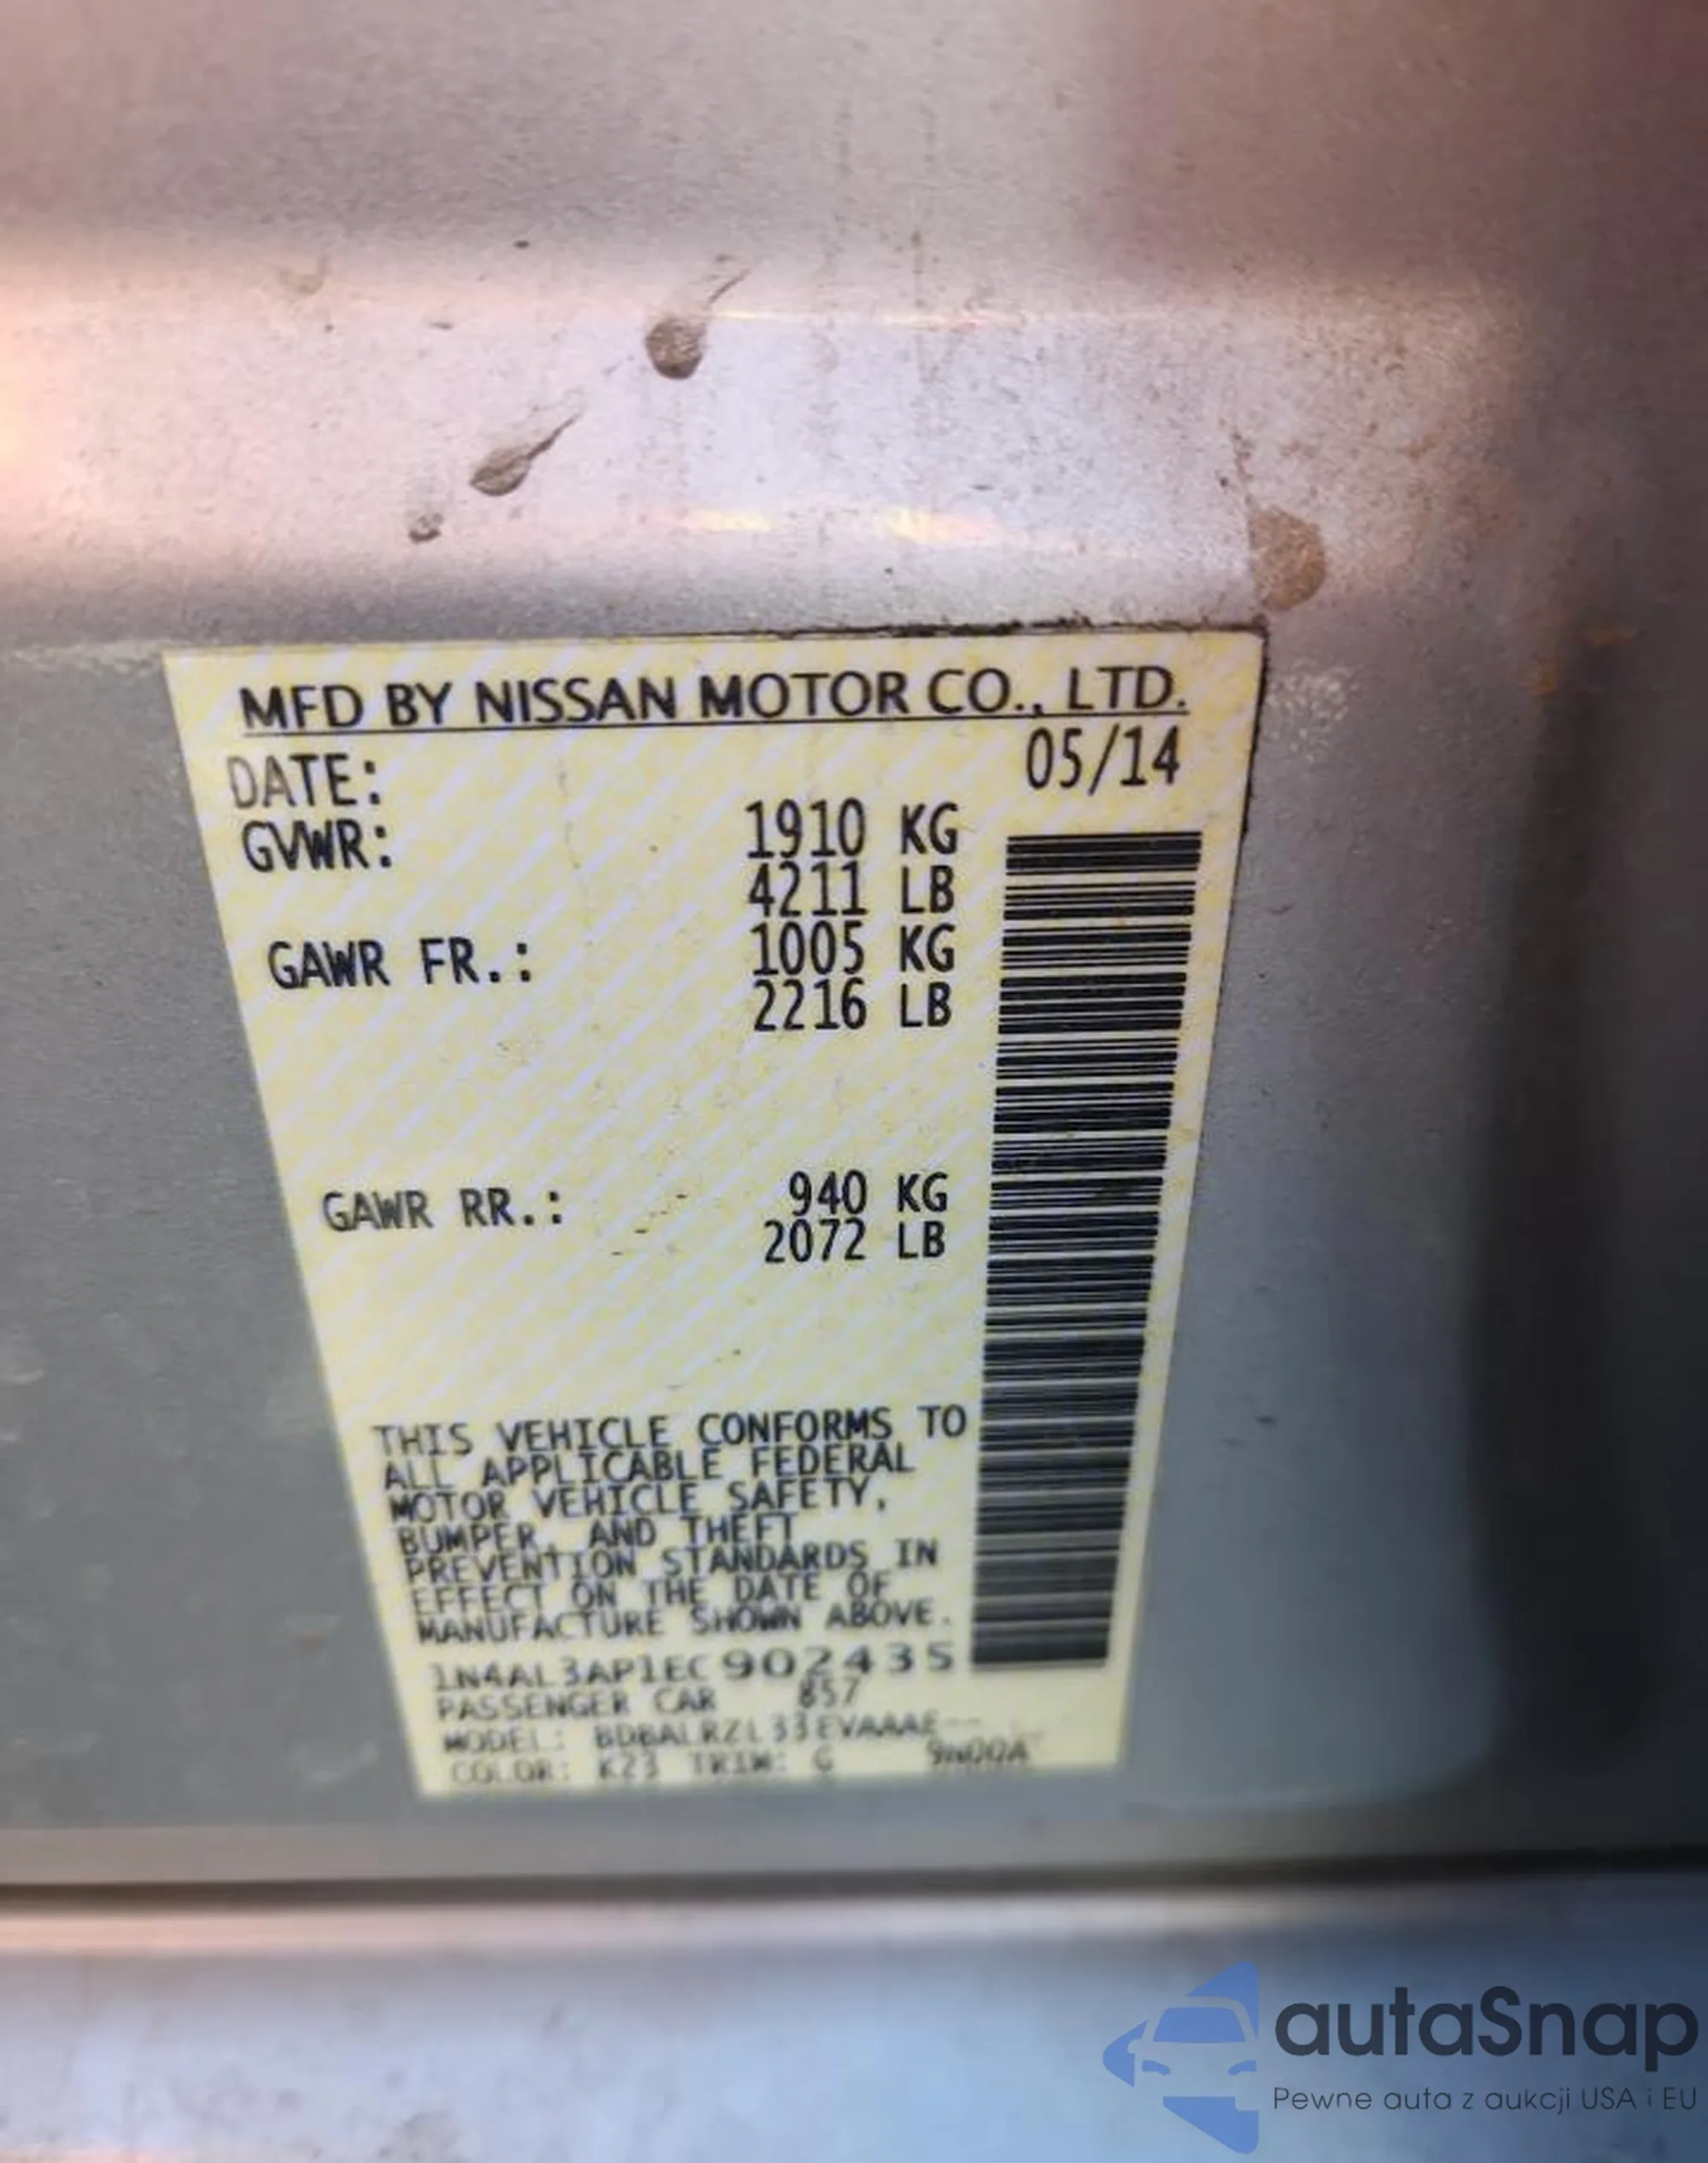 MFD BY NISSAN MOTOR CO., LTD.
DATE: 05/14
GVWR: 1910 KG
4211 LB
GAWR FR.: 1005 KG
2216 LB
GAWR RR.: 940 KG
2072 LB
THIS VEHICLE CONFORMS TO
ALL APPLICABLE FEDERAL
MOTOR VEHICLE SAFETY,
BUMPER, AND THEFT
PREVENTION STANDARDS IN
EFFECT ON THE DATE OF
MANUFACTURE SHOWN ABOVE.
1N4AL3AP1EC902435
PASSENGER CAR 857
MODEL: BDBALRZL33EVAAAE--
COLOR: K23 TRIM: G
autaSnap
Pewne auta z aukcji USA i EU